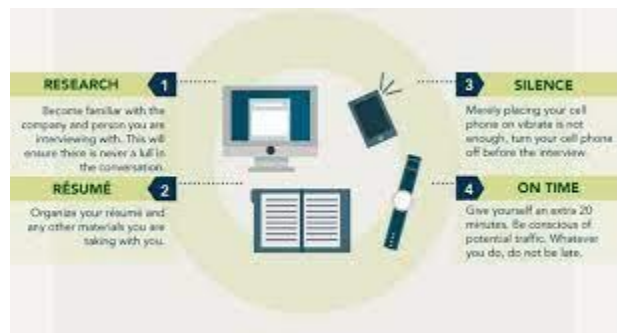 RESEARCH 1
Become familiar with the
company and person you are
interviewing with. This will
ensure there is never a lull in
the conversation.
RÉSUMÉ 2
Organize your résumé and
any other materials you are
taking with you.
3 SILENCE
Merely placing your cell
phone on vibrate is not
enough, turn your cell phone
off before the interview.
4 ON TIME
Give yourself an extra 20
minutes. Be conscious of
potential traffic. Whatever
you do, do not be late.